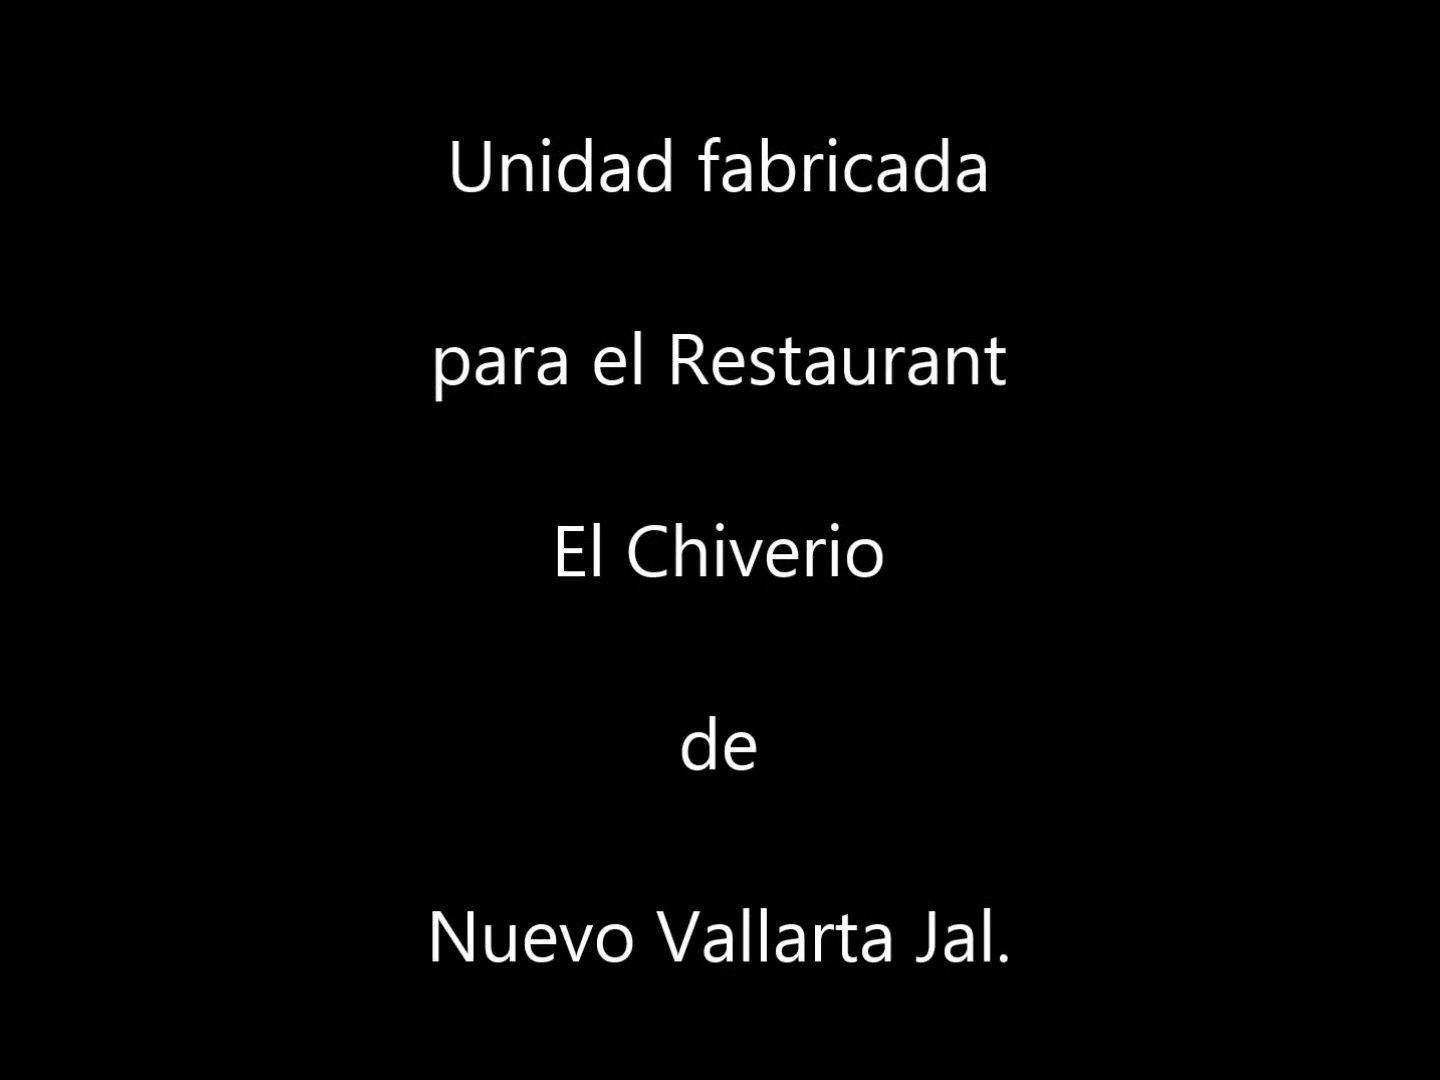 Unidad fabricada
para el Restaurant
El Chiverio
de
Nuevo Vallarta Jal.